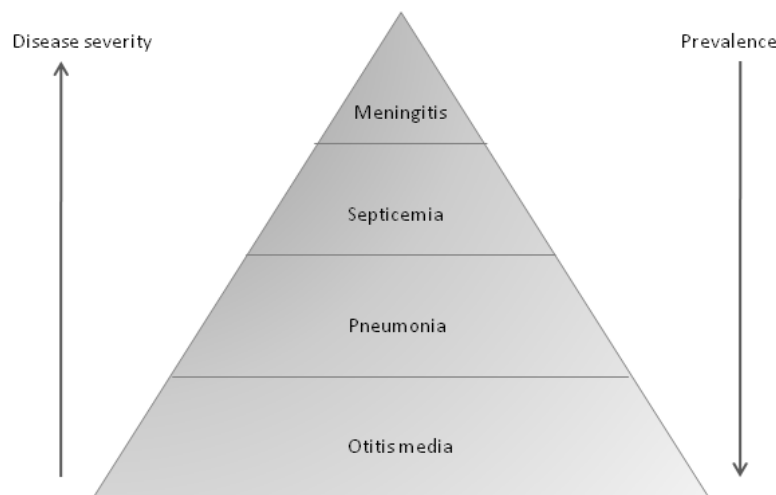 Disease severity
Prevalence
Meningitis
Septicemia
Pneumonia
Otitis media